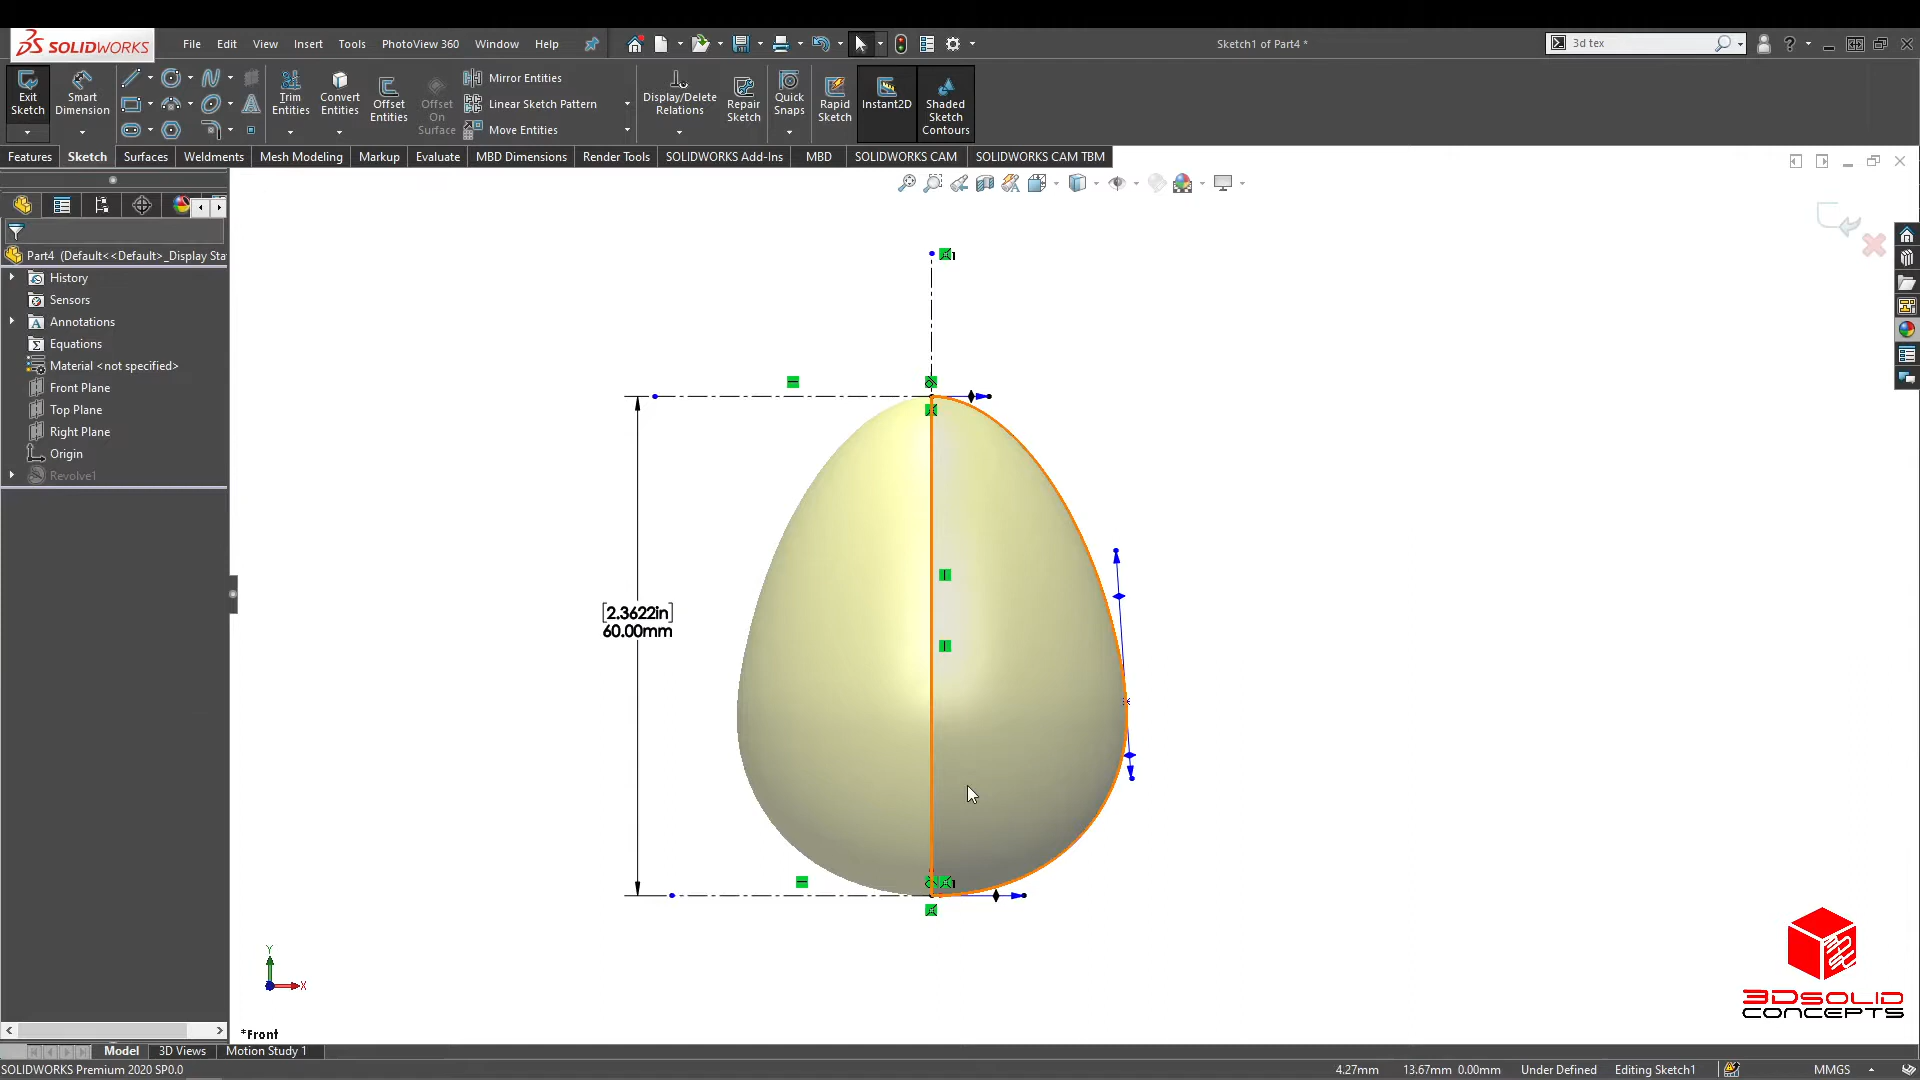 SOLIDWORKS
File Edit View Insert Tools PhotoView 360 Window Help
Sketch1 of Part4 *
3d tex
Exit Sketch
Smart Dimension
Trim Entities
Convert Entities
Offset Entities
Offset On Surface
Mirror Entities
Linear Sketch Pattern
Move Entities
Display/Delete Relations
Repair Sketch
Quick Snaps
Rapid Sketch
Instant2D
Shaded Sketch Contours
Features Sketch Surfaces Weldments Mesh Modeling Markup Evaluate MBD Dimensions Render Tools SOLIDWORKS Add-Ins MBD SOLIDWORKS CAM SOLIDWORKS CAM TBM
Part4 (Default<<Default>_Display Sta
History
Sensors
Annotations
Equations
Material <not specified>
Front Plane
Top Plane
Right Plane
Origin
Revolve1
1
[2.3622in]
60.00mm
1
Y
X
*Front
3DSOLID
CONCEPTS
Model 3D Views Motion Study 1
SOLIDWORKS Premium 2020 SP0.0
4.27mm 13.67mm 0.00mm Under Defined Editing Sketch1 MMGS